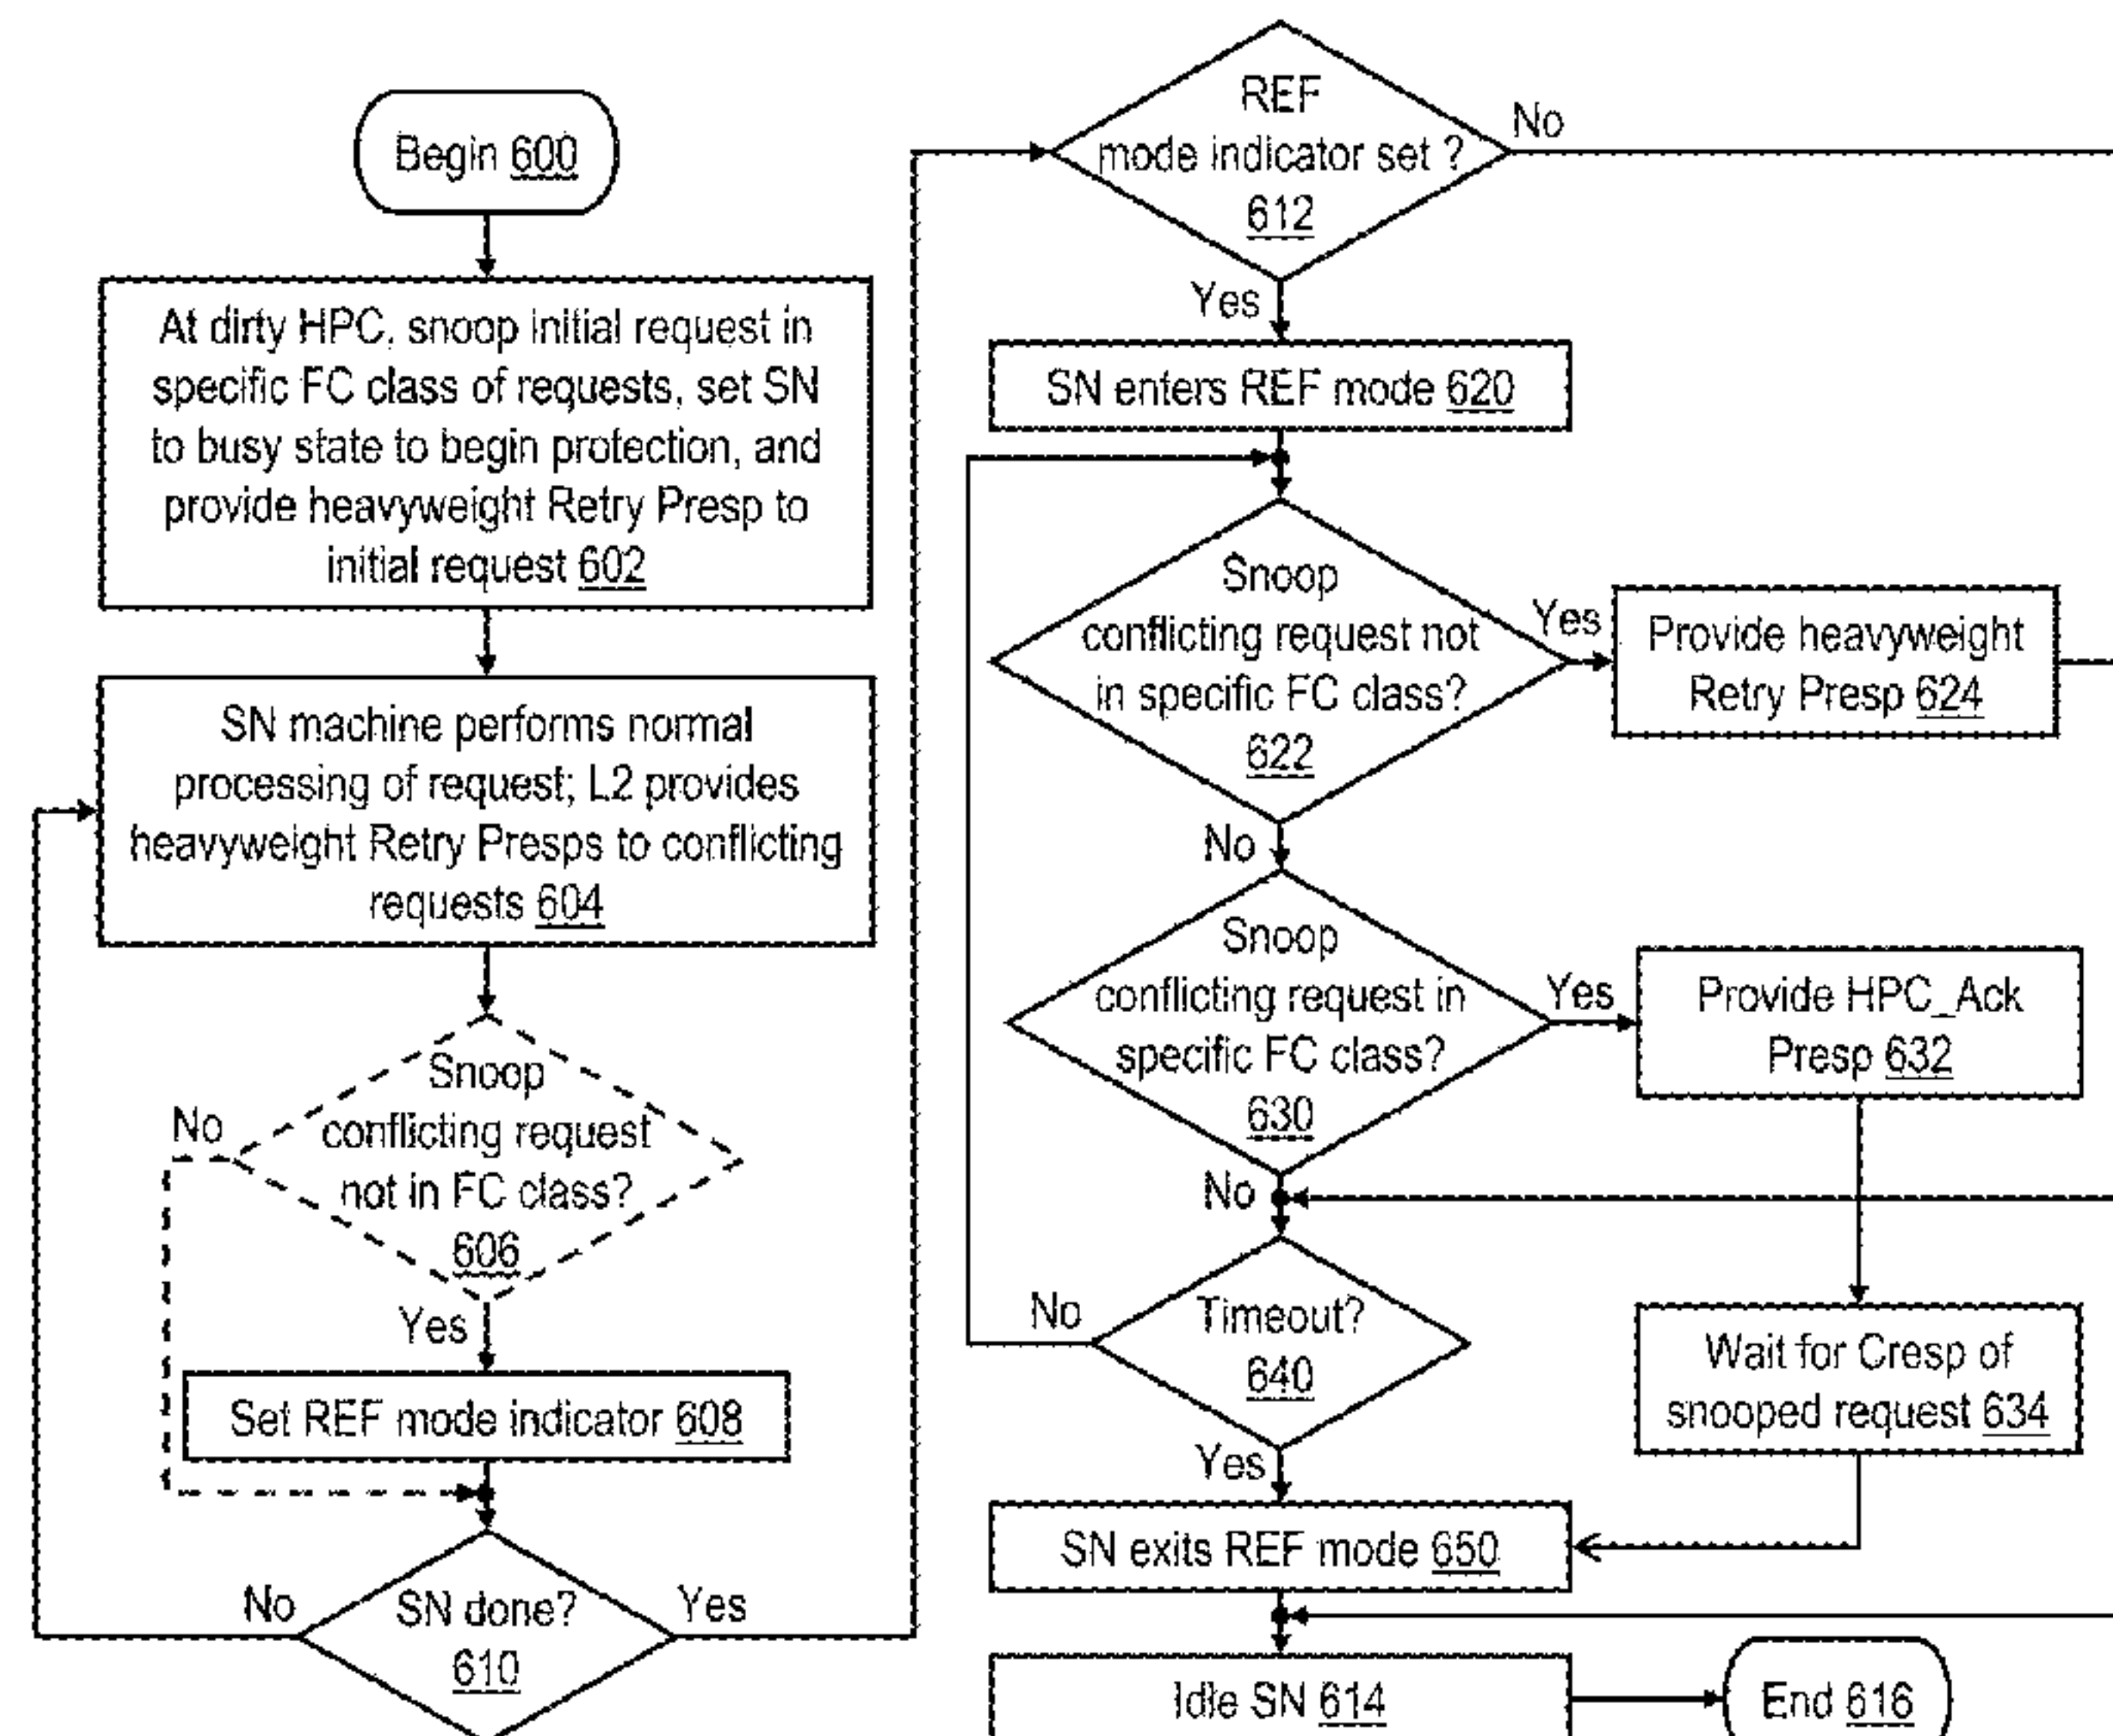 Begin 600
At dirty HPC, snoop initial request in
specific FC class of requests, set SN
to busy state to begin protection, and
provide heavyweight Retry Presp to
initial request 602
SN machine performs normal
processing of request; L2 provides
heavyweight Retry Presps to conflicting
requests 604
Snoop
conflicting request
not in FC class?
606
No
Yes
Set REF mode indicator 608
SN done?
610
No
Yes
REF
mode indicator set ?
612
No
Yes
SN enters REF mode 620
Snoop
conflicting request not
in specific FC class?
622
Yes
Provide heavyweight
Retry Presp 624
No
Snoop
conflicting request in
specific FC class?
630
Yes
Provide HPC_Ack
Presp 632
No
Timeout?
640
No
Wait for Cresp of
snooped request 634
Yes
SN exits REF mode 650
Idle SN 614
End 616